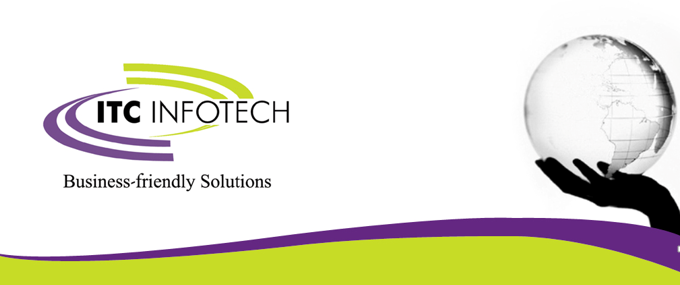 ITC INFOTECH
Business-friendly Solutions